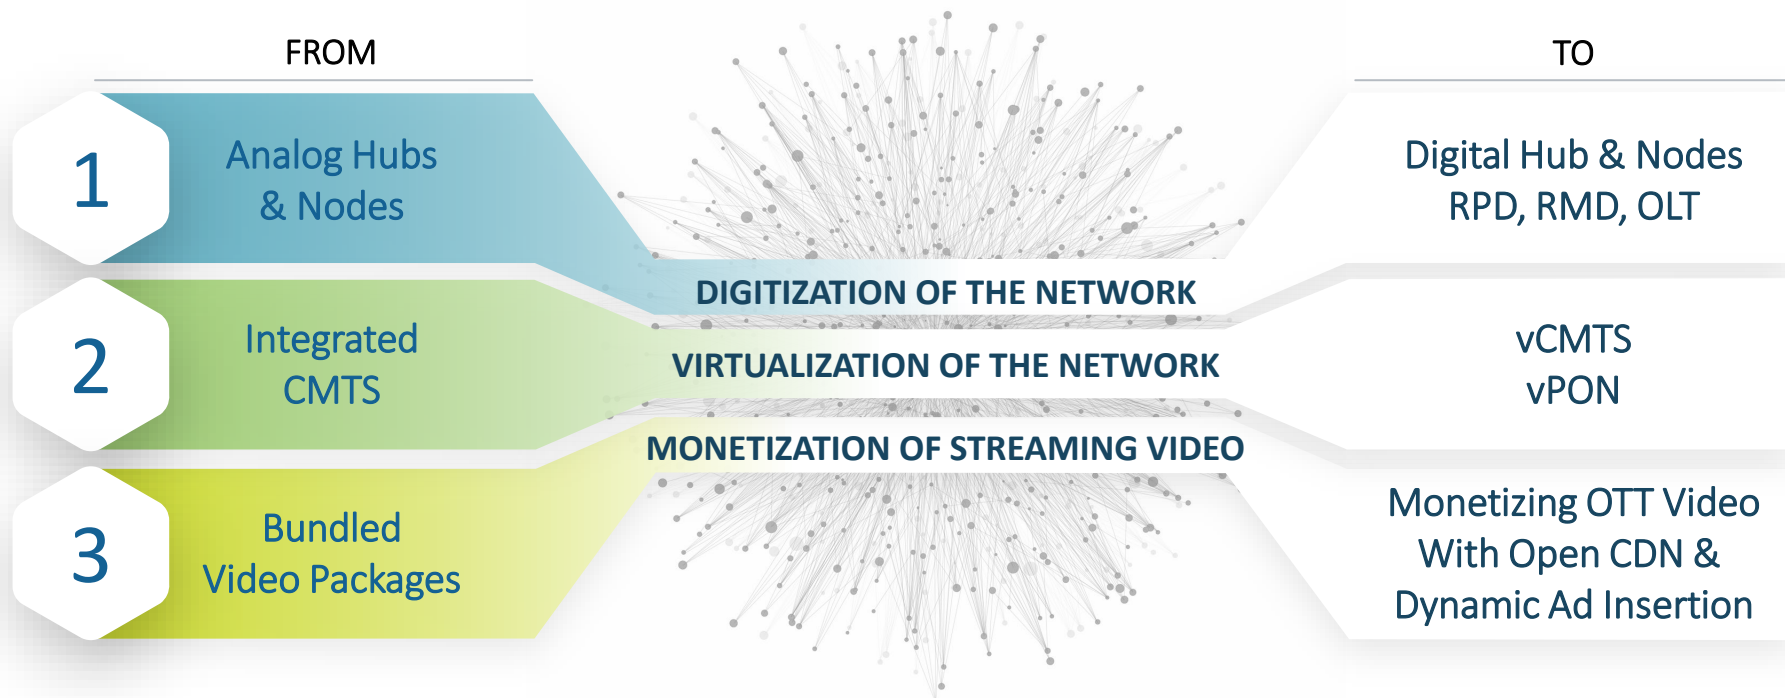 FROM
TO
1
Analog Hubs
& Nodes
DIGITIZATION OF THE NETWORK
Digital Hub & Nodes
RPD, RMD, OLT
2
Integrated
CMTS
VIRTUALIZATION OF THE NETWORK
vCMTS
vPON
3
Bundled
Video Packages
MONETIZATION OF STREAMING VIDEO
Monetizing OTT Video
With Open CDN &
Dynamic Ad Insertion